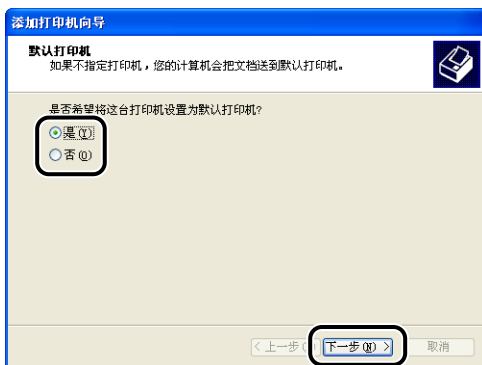 添加打印机向导
默认打印机
如果不指定打印机，您的计算机会把文档送到默认打印机。
是否希望将这台打印机设置为默认打印机?
是(Y)
否(O)
< 上一步(
下一步(N) >
取消